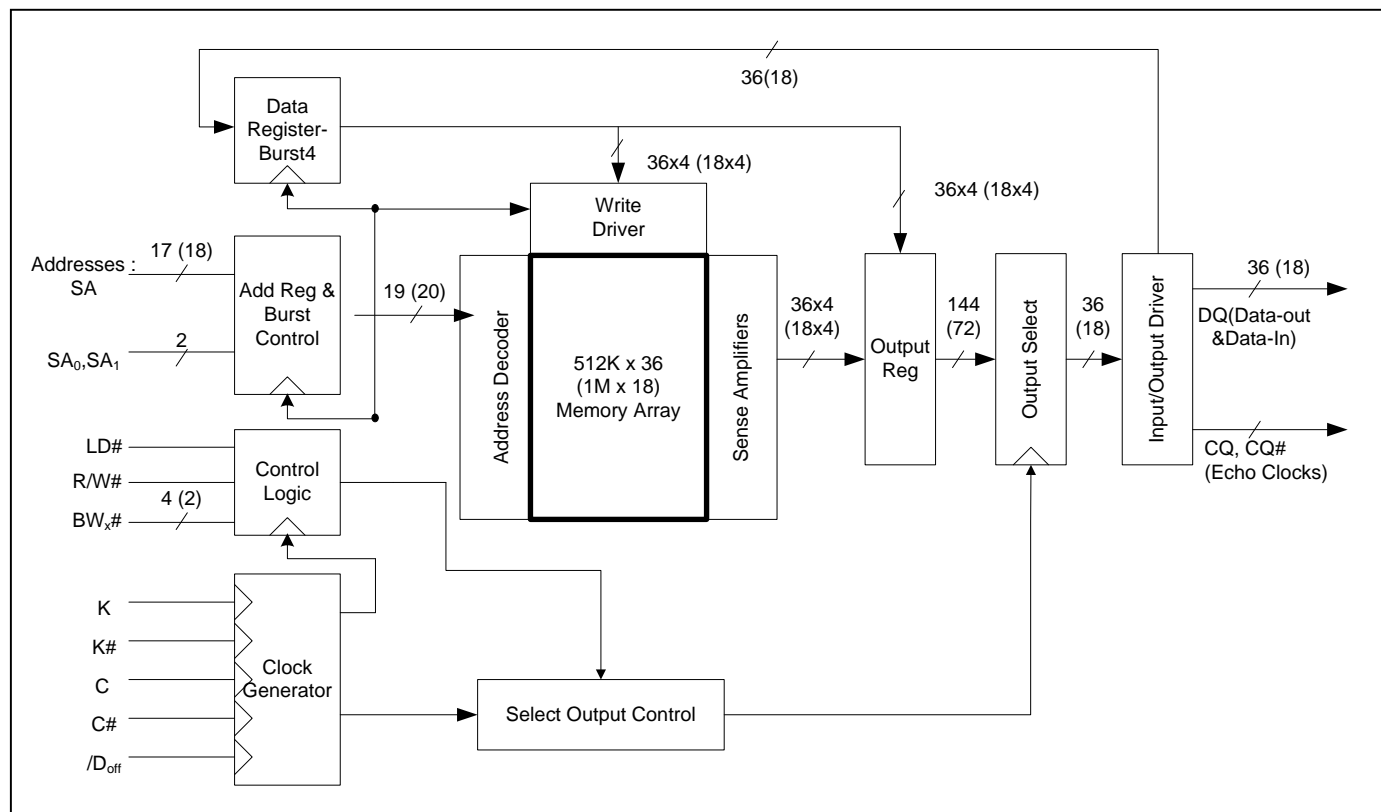 36(18)
Data
Register-
Burst4
36x4 (18x4)
36x4 (18x4)
Write
Driver
Addresses :
SA
17 (18)
SA0,SA1
2
Add Reg &
Burst
Control
19 (20)
Address Decoder
512K x 36
(1M x 18)
Memory Array
Sense Amplifiers
36x4
(18x4)
Output
Reg
144
(72)
Output Select
36
(18)
Input/Output Driver
36 (18)
DQ(Data-out
&Data-In)
CQ, CQ#
(Echo Clocks)
LD#
R/W#
4 (2)
BWx#
Control
Logic
K
K#
C
C#
/Doff
Clock
Generator
Select Output Control